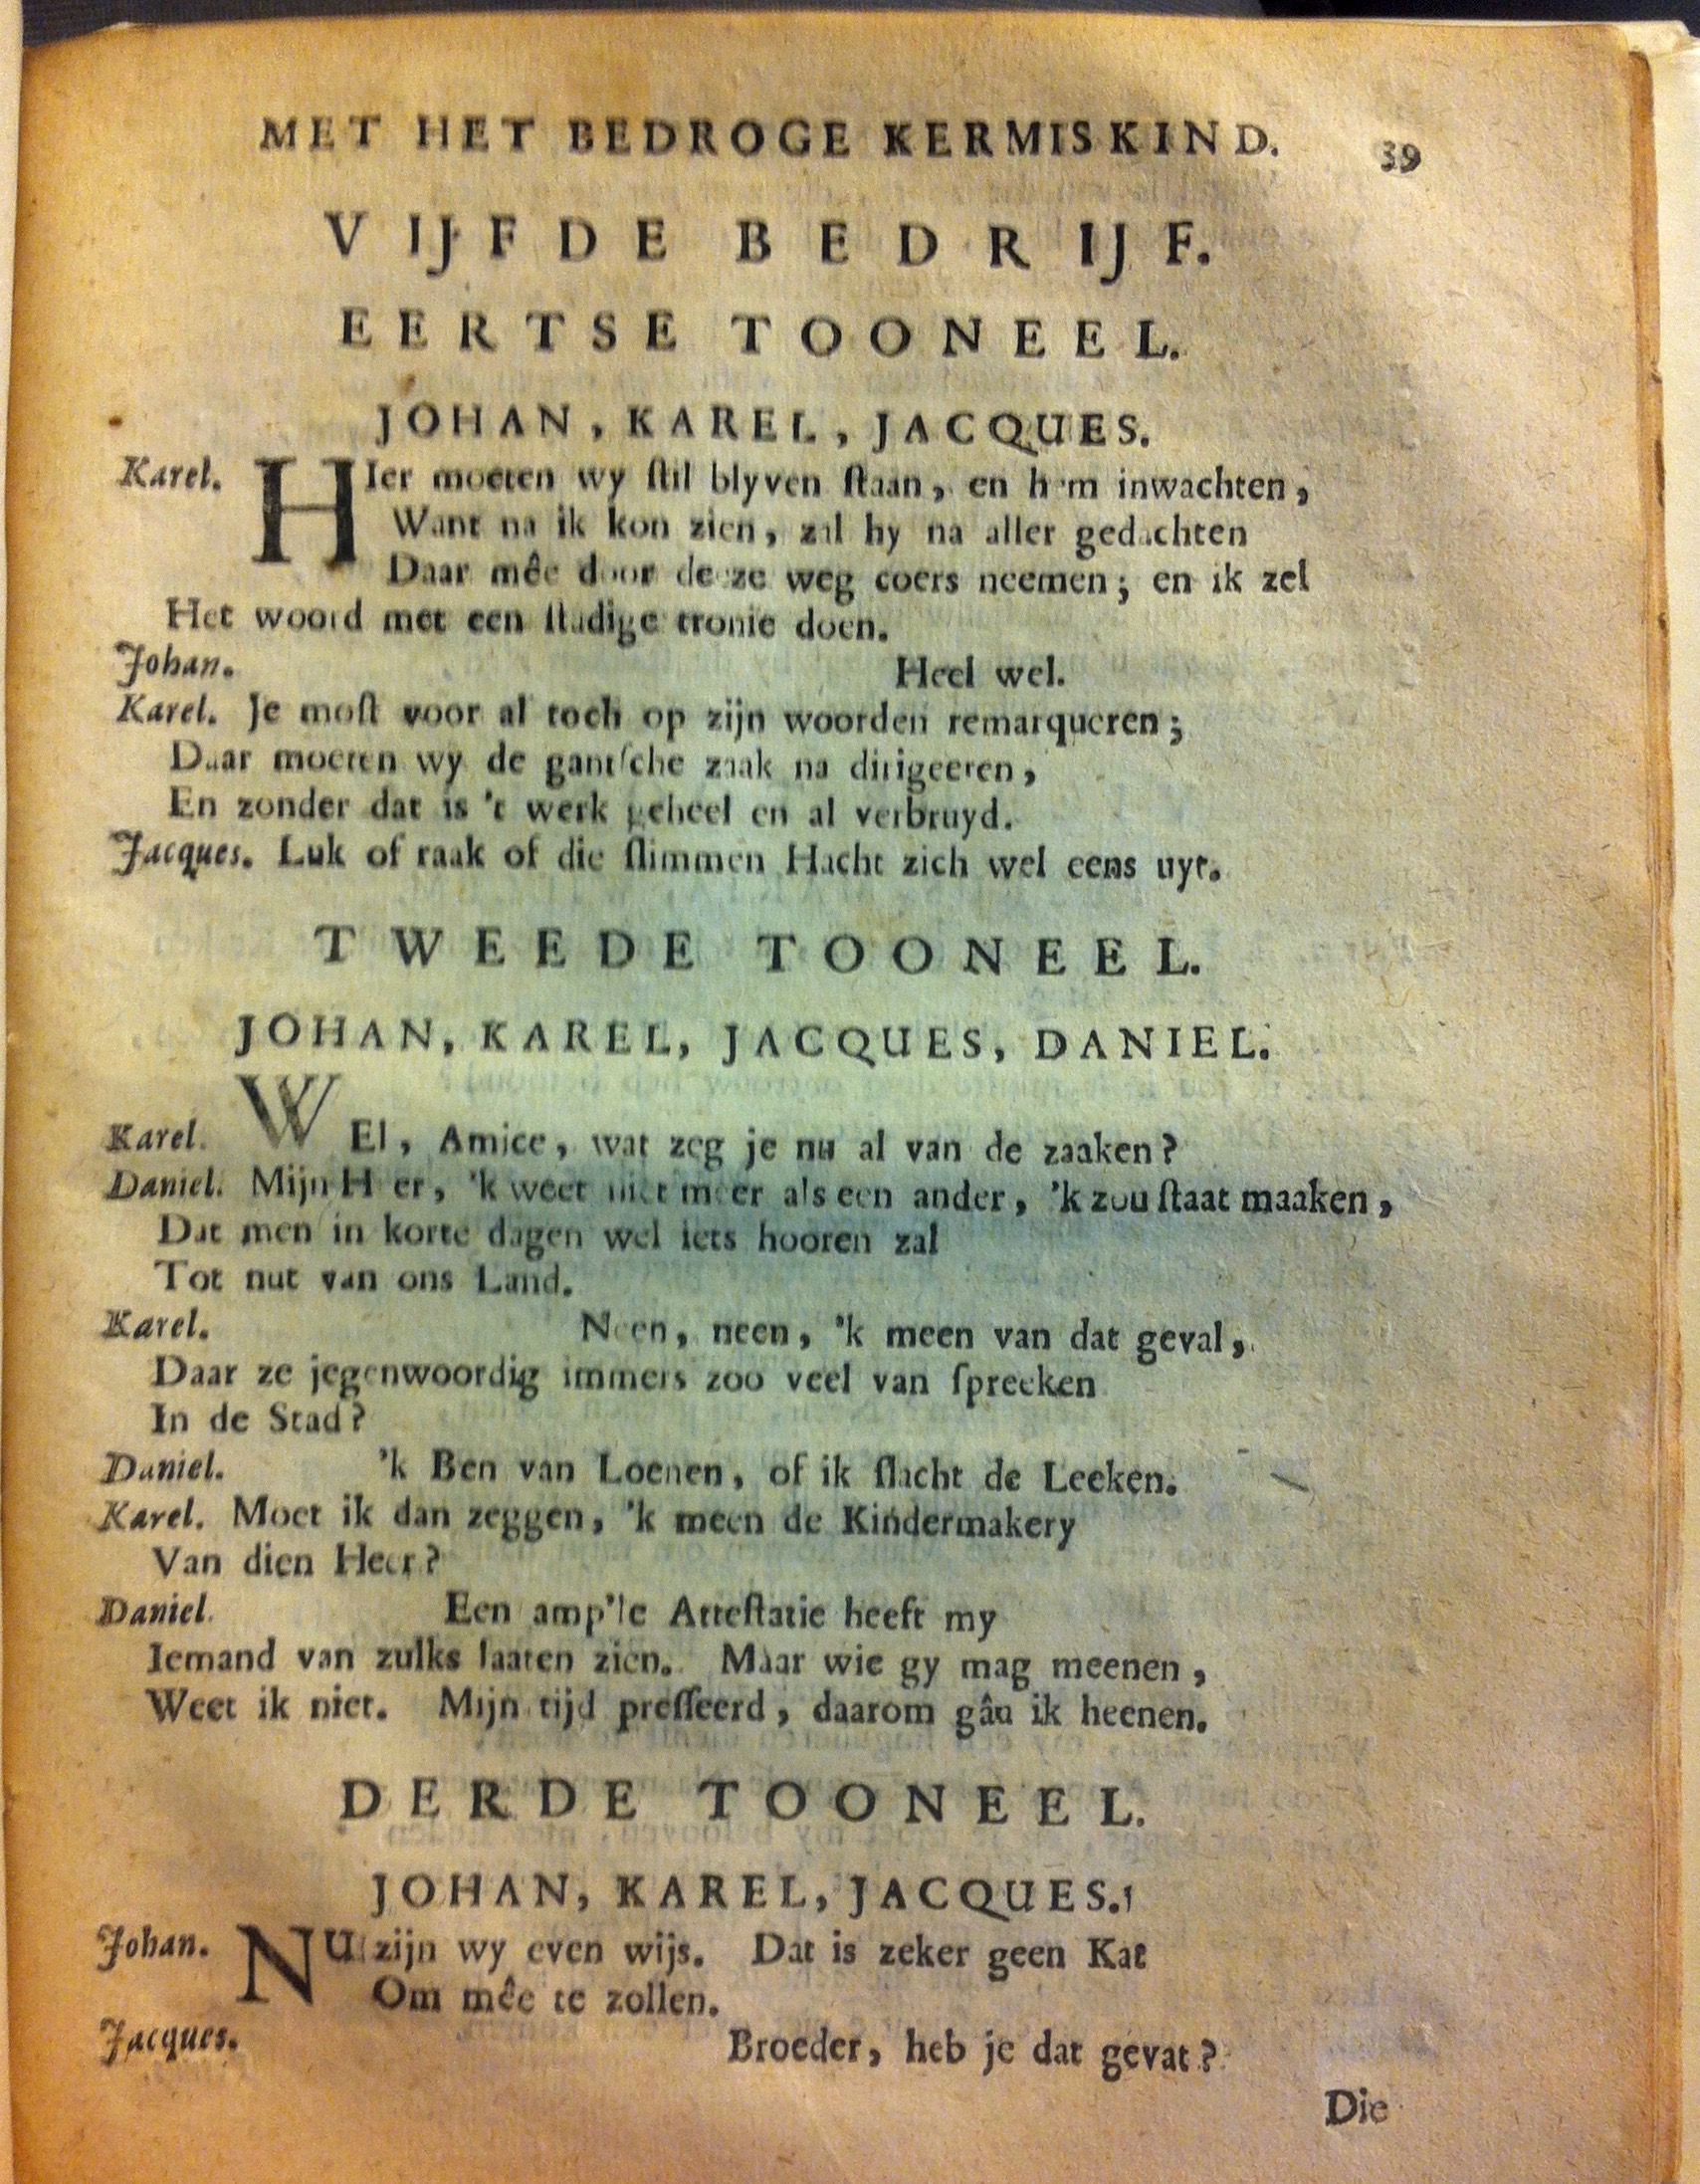 MET HET BEDROGE KERMISKIND. 39
VIJFDE BEDRIJF.
EERTSE TOONEEL.
JOHAN, KAREL, JACQUES.
Karel. HIer moeten wy ſtil blyven ſtaan, en hem inwachten,
Want na ik kon zien, zal hy na aller gedachten
Daar mêe door deeze weg coers neemen; en ik zel
Het woord met een ſtadige tronie doen.
Johan. Heel wel.
Karel. Je moſt voor al toch op zijn woorden remarqueren;
Daar moeten wy de gantſche zaak na dirigeeren,
En zonder dat is 't werk geheel en al verbruyd.
Jacques. Luk of raak of die ſlimmen Hacht zich wel eens uyt.
TWEEDE TOONEEL.
JOHAN, KAREL, JACQUES, DANIEL.
Karel. WEl, Amice, wat zeg je nu al van de zaaken?
Daniel. Mijn Heer, 'k weet niet meer als een ander, 'k zou ſtaat maaken,
Dat men in korte dagen wel iets hooren zal
Tot nut van ons Land.
Karel. Neen, neen, 'k meen van dat geval,
Daar ze jegenwoordig immers zoo veel van ſpreeken
In de Stad?
Daniel. 'k Ben van Loenen, of ik ſlacht de Leeken.
Karel. Moet ik dan zeggen, 'k meen de Kindermakery
Van dien Heer?
Daniel. Een amp'le Atteſtatie heeft my
Iemand van zulks laaten zien. Maar wie gy mag meenen,
Weet ik niet. Mijn tijd preſſeerd, daarom gâu ik heenen.
DERDE TOONEEL.
JOHAN, KAREL, JACQUES.
Johan. NU zijn wy even wijs. Dat is zeker geen Kat
Om mêe te zollen.
Jacques. Broeder, heb je dat gevat?
Die